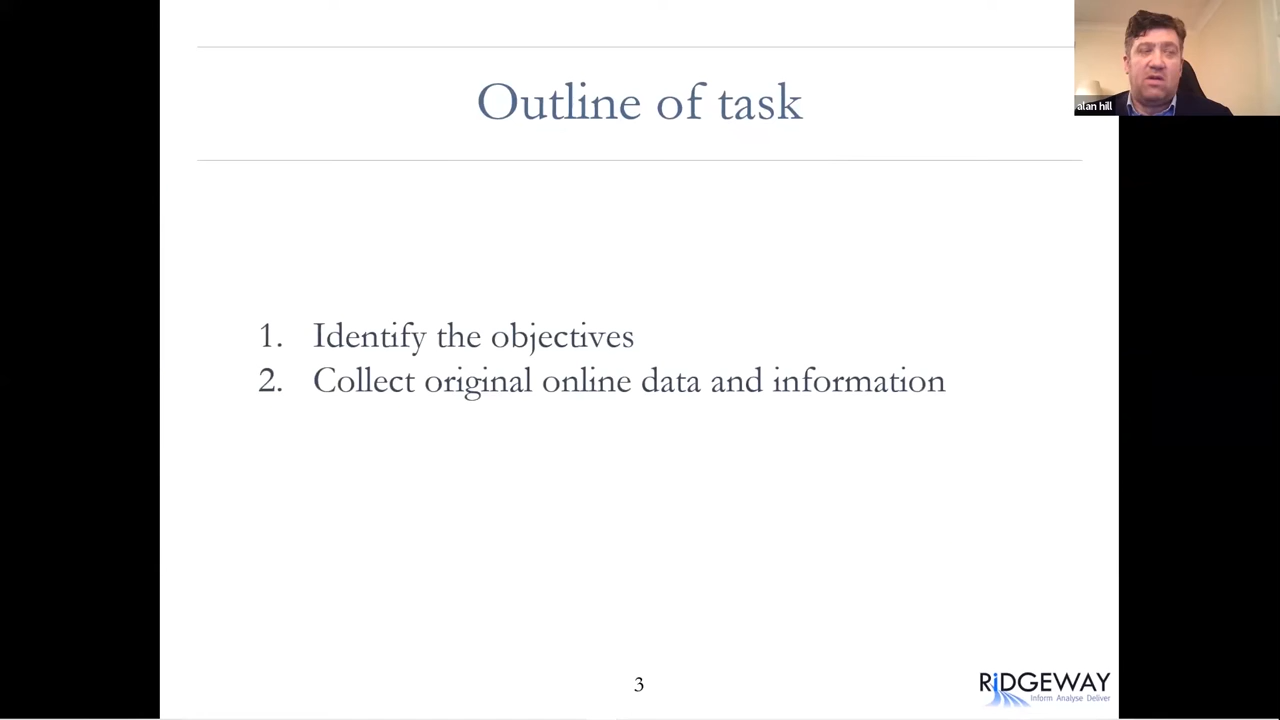 Outline of task
alan hill
1. Identify the objectives
2. Collect original online data and information
3
RiDGEWAY
Inform Analyse Deliver